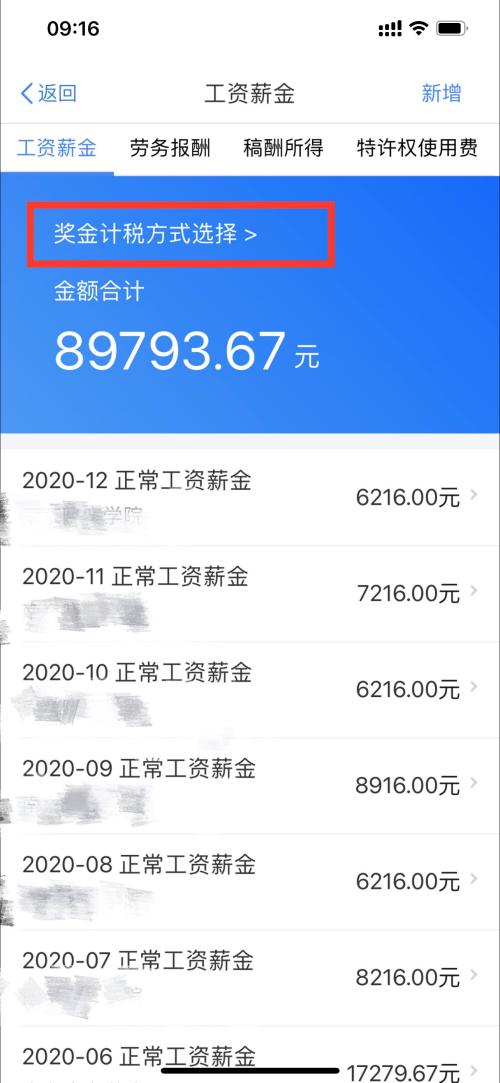 09:16
返回 工资薪金 新增
工资薪金 劳务报酬 稿酬所得 特许权使用费
奖金计税方式选择 >
金额合计
89793.67 元
2020-12 正常工资薪金
6216.00元
学院
2020-11 正常工资薪金
7216.00元
2020-10 正常工资薪金
6216.00元
2020-09 正常工资薪金
8916.00元
2020-08 正常工资薪金
6216.00元
2020-07 正常工资薪金
8216.00元
2020-06 正常工资薪金
17279.67元